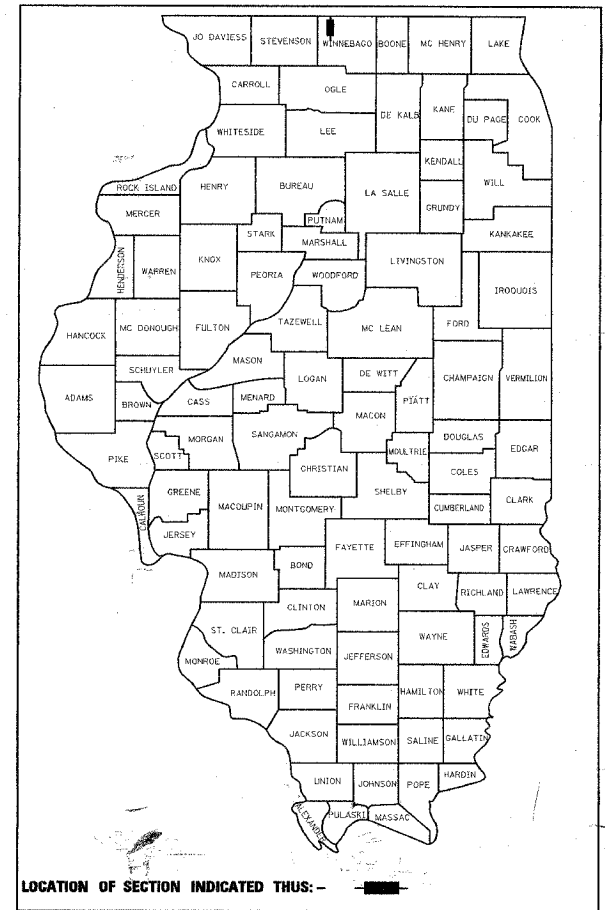 JO DAVIESS
STEVENSON
WINNEBAGO
BOONE
MC HENRY
LAKE
CARROLL
OGLE
DE KALB
KANE
DU PAGE
COOK
WHITESIDE
LEE
KENDALL
WILL
ROCK ISLAND
HENRY
BUREAU
LA SALLE
GRUNDY
MERCER
PUTNAM
STARK
MARSHALL
KANKAKEE
HENDERSON
WARREN
KNOX
PEORIA
WOODFORD
LIVINGSTON
IROQUOIS
HANCOCK
MC DONOUGH
FULTON
TAZEWELL
MC LEAN
FORD
SCHUYLER
MASON
LOGAN
DE WITT
CHAMPAIGN
VERMILION
ADAMS
BROWN
CASS
MENARD
MACON
PIATT
PIKE
SCOTT
MORGAN
SANGAMON
CHRISTIAN
MOULTRIE
DOUGLAS
EDGAR
COLES
CALHOUN
GREENE
MACOUPIN
MONTGOMERY
SHELBY
CUMBERLAND
CLARK
JERSEY
FAYETTE
EFFINGHAM
JASPER
CRAWFORD
MADISON
BOND
CLAY
RICHLAND
LAWRENCE
CLINTON
MARION
ST. CLAIR
WAYNE
EDWARDS
WABASH
MONROE
WASHINGTON
JEFFERSON
RANDOLPH
PERRY
HAMILTON
WHITE
FRANKLIN
JACKSON
WILLIAMSON
SALINE
GALLATIN
UNION
JOHNSON
POPE
HARDIN
ALEXANDER
PULASKI
MASSAC
LOCATION OF SECTION INDICATED THUS:-